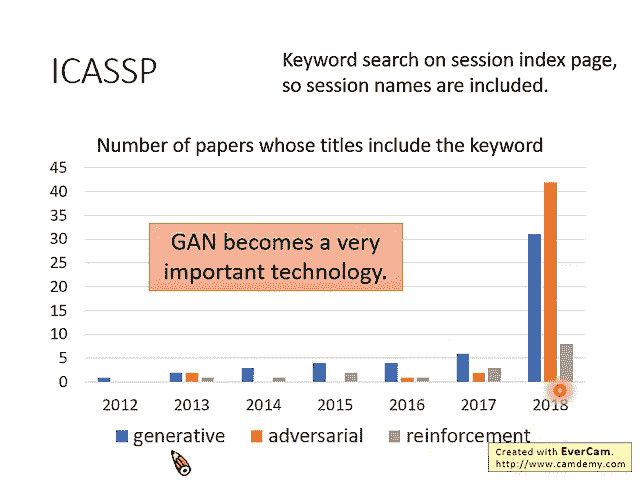 ICASSP
Keyword search on session index page,
so session names are included.
Number of papers whose titles include the keyword
45
40
35
30
25
20
15
10
5
0
GAN becomes a very
important technology.
2012 2013 2014 2015 2016 2017 2018
generative adversarial reinforcement
Created with EverCam.
http://www.camdemy.com